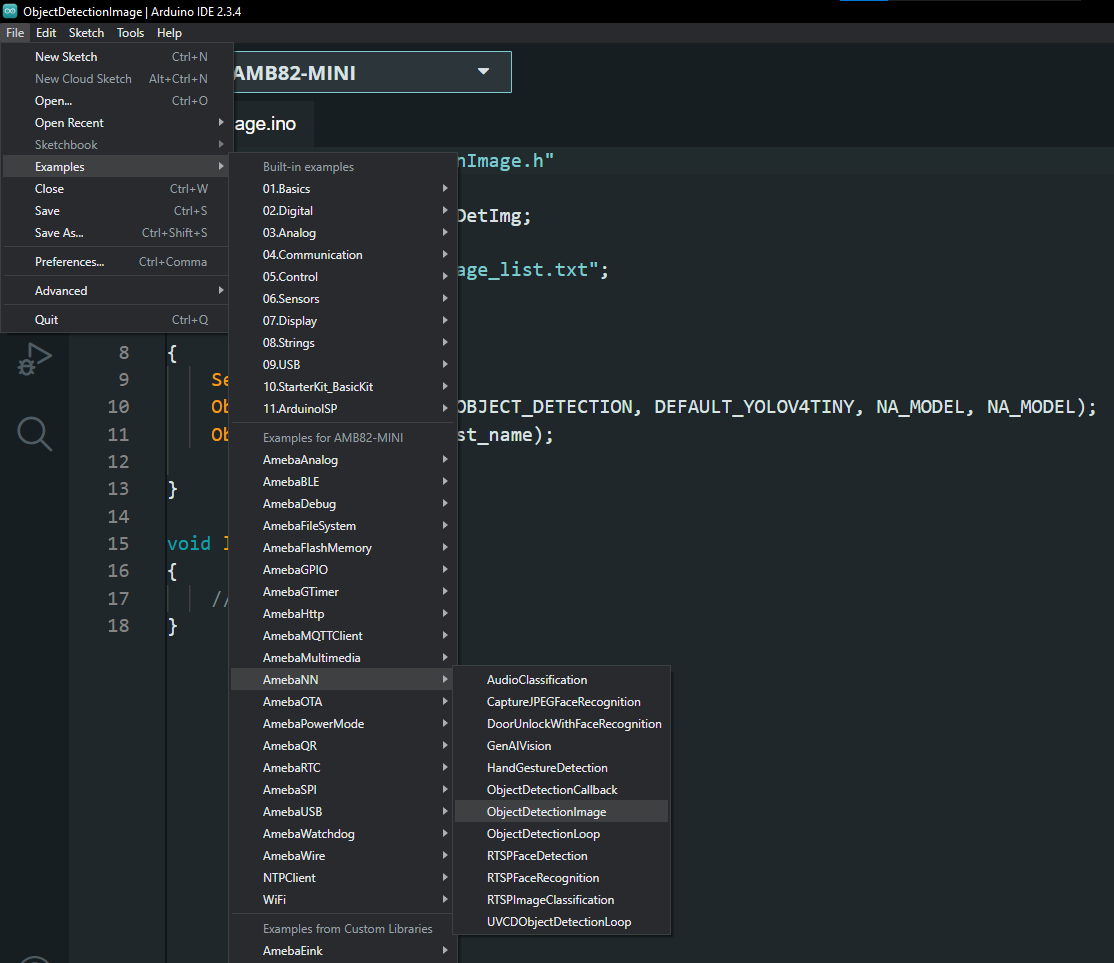 ObjectDetectionImage | Arduino IDE 2.3.4
File Edit Sketch Tools Help
New Sketch Ctrl+N
New Cloud Sketch Alt+Ctrl+N
Open... Ctrl+O
Open Recent
Sketchbook
Examples
Close Ctrl+W
Save Ctrl+S
Save As... Ctrl+Shift+S
Preferences... Ctrl+Comma
Advanced
Quit Ctrl+Q
AMB82-MINI
age.ino
Built-in examples
01.Basics
02.Digital
03.Analog
04.Communication
05.Control
06.Sensors
07.Display
08.Strings
09.USB
10.StarterKit_BasicKit
11.ArduinoISP
Examples for AMB82-MINI
AmebaAnalog
AmebaBLE
AmebaDebug
AmebaFileSystem
AmebaFlashMemory
AmebaGPIO
AmebaGTimer
AmebaHttp
AmebaMQTTClient
AmebaMultimedia
AmebaNN
AmebaOTA
AmebaPowerMode
AmebaQR
AmebaRTC
AmebaSPI
AmebaUSB
AmebaWatchdog
AmebaWire
NTPClient
WiFi
Examples from Custom Libraries
AmebaEink
AudioClassification
CaptureJPEGFaceRecognition
DoorUnlockWithFaceRecognition
GenAIVision
HandGestureDetection
ObjectDetectionCallback
ObjectDetectionImage
ObjectDetectionLoop
RTSPFaceDetection
RTSPFaceRecognition
RTSPImageClassification
UVCDObjectDetectionLoop
nImage.h"
DetImg;
age_list.txt";
8 {
9 Se
10 Ob OBJECT_DETECTION, DEFAULT_YOLOV4TINY, NA_MODEL, NA_MODEL);
11 Ob st_name);
12
13 }
14
15 void
16 {
17 //
18 }